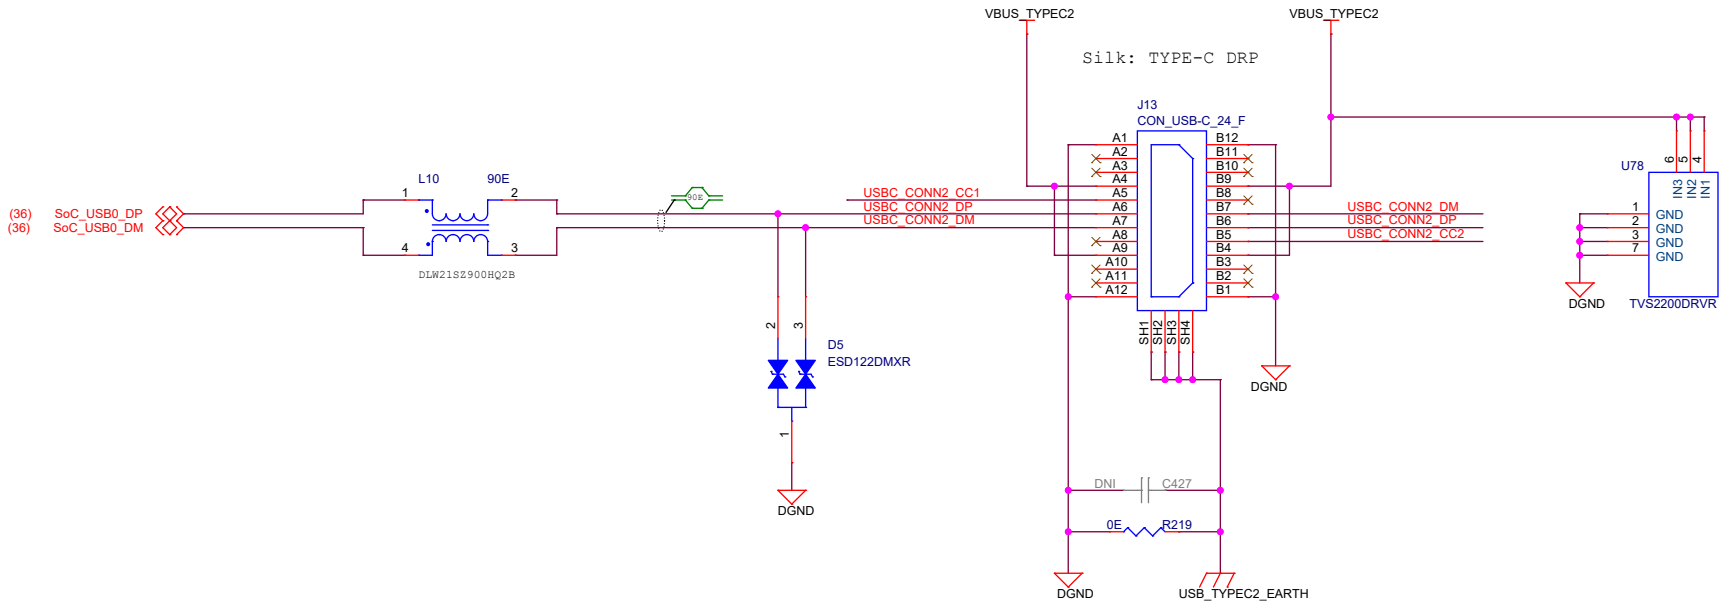 VBUS_TYPEC2
VBUS_TYPEC2
Silk: TYPE-C DRP
J13
CON_USB-C_24_F
A1
A2
A3
A4
A5
A6
A7
A8
A9
A10
A11
A12
B12
B11
B10
B9
B8
B7
B6
B5
B4
B3
B2
B1
SH1
SH2
SH3
SH4
U78
6
5
4
IN3
IN2
IN1
1
2
3
7
GND
GND
GND
GND
TVS2200DRVR
DGND
L10
90E
1
2
4
3
DLW21SZ900HQ2B
(36)
SoC_USB0_DP
(36)
SoC_USB0_DM
90E
USBC_CONN2_CC1
USBC_CONN2_DP
USBC_CONN2_DM
USBC_CONN2_DM
USBC_CONN2_DP
USBC_CONN2_CC2
2
3
D5
ESD122DMXR
1
DGND
DGND
DNI
C427
0E
R219
DGND
USB_TYPEC2_EARTH